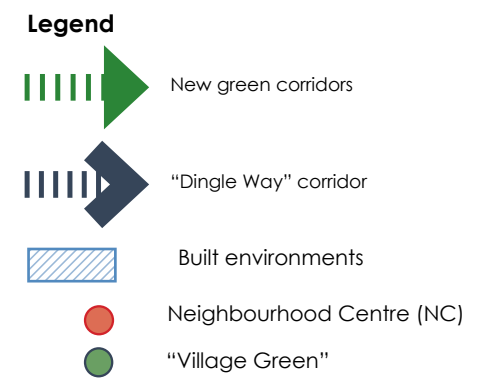 Legend
New green corridors
“Dingle Way” corridor
Built environments
Neighbourhood Centre (NC)
“Village Green”